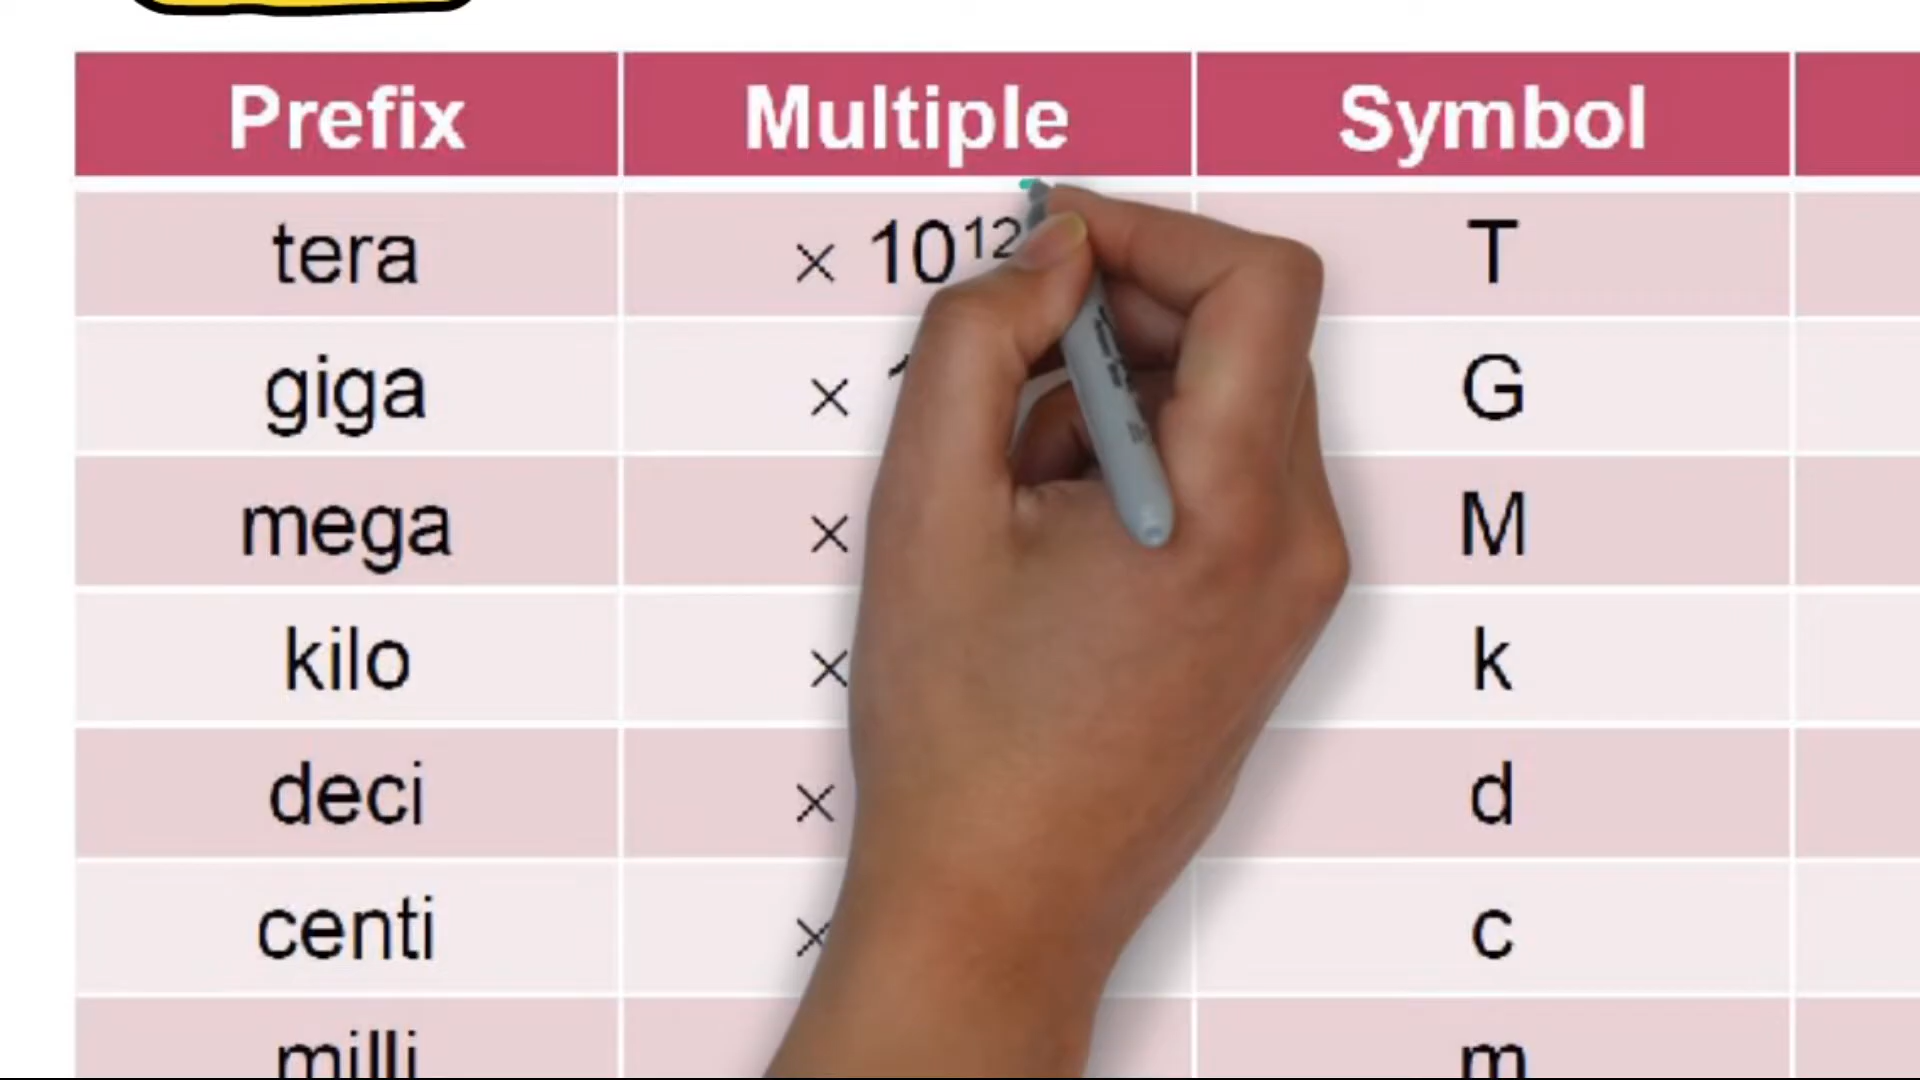 Prefix Multiple Symbol
tera × 10¹² T
giga × G
mega × M
kilo × k
deci × d
centi × c
milli m